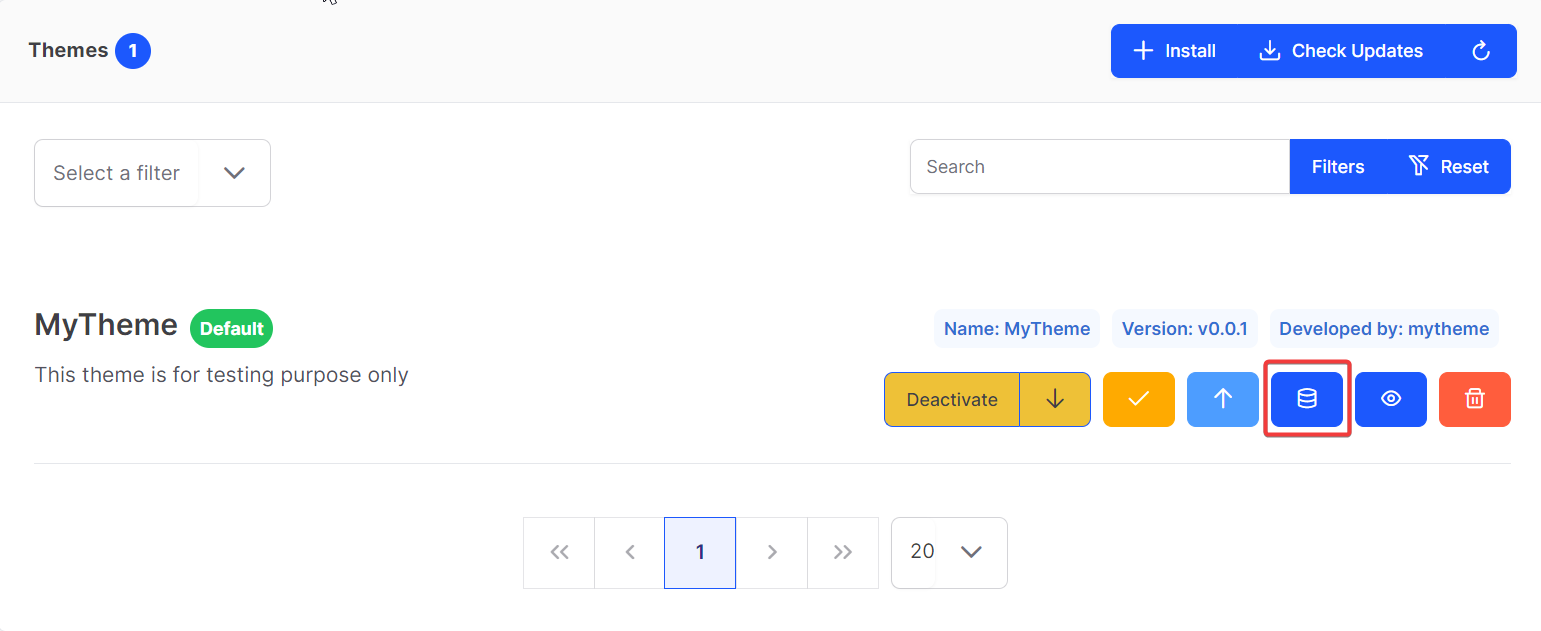 Themes 1
Install Check Updates
Select a filter
Search Filters Reset
MyTheme Default
Name: MyTheme Version: v0.0.1 Developed by: mytheme
This theme is for testing purpose only
Deactivate
1 20